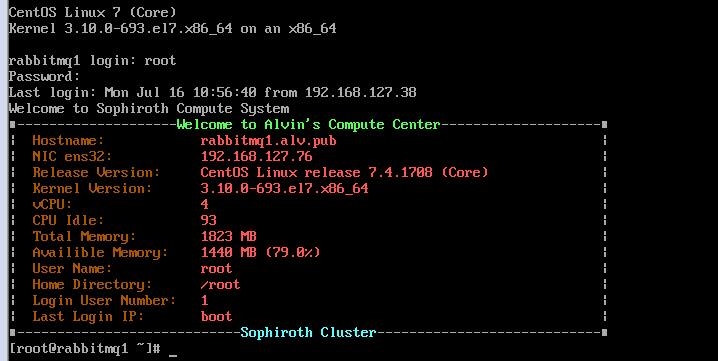 CentOS Linux 7 (Core)
Kernel 3.10.0-693.el7.x86_64 on an x86_64
rabbitmq1 login: root
Password:
Last login: Mon Jul 16 10:56:40 from 192.168.127.38
Welcome to Sophiroth Compute System
Welcome to Alvin's Compute Center
Hostname: rabbitmq1.alv.pub
NIC ens32: 192.168.127.76
Release Version: CentOS Linux release 7.4.1708 (Core)
Kernel Version: 3.10.0-693.el7.x86_64
vCPU: 4
CPU Idle: 93
Total Memory: 1823 MB
Availible Memory: 1440 MB (79.0%)
User Name: root
Home Directory: /root
Login User Number: 1
Last Login IP: boot
Sophiroth Cluster
[root@rabbitmq1 ~]# _